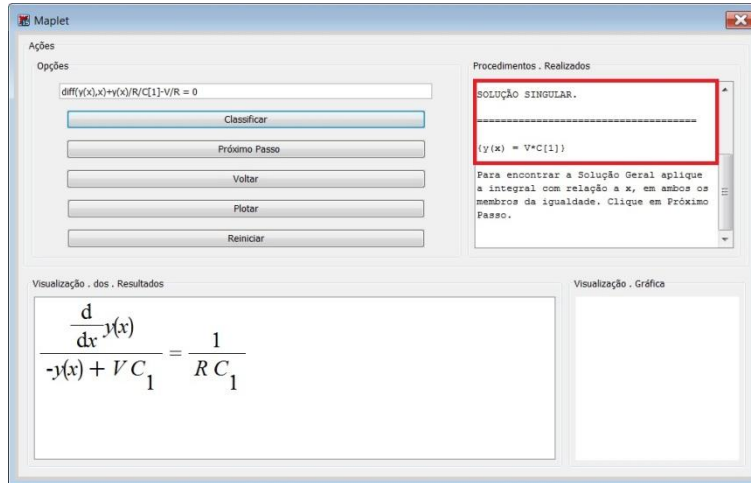 Maplet
Ações
Opções
diff(y(x),x)+y(x)/R/C[1]-V/R = 0
Classificar
Próximo Passo
Voltar
Plotar
Reiniciar
Procedimentos . Realizados
SOLUÇÃO SINGULAR.
=====================================
{y(x) = V*C[1]}
Para encontrar a Solução Geral aplique
a integral com relação a x, em ambos os
membros da igualdade. Clique em Próximo
Passo.
Visualização . dos . Resultados
d/dx y(x) / (-y(x) + V C_1) = 1 / (R C_1)
Visualização . Gráfica